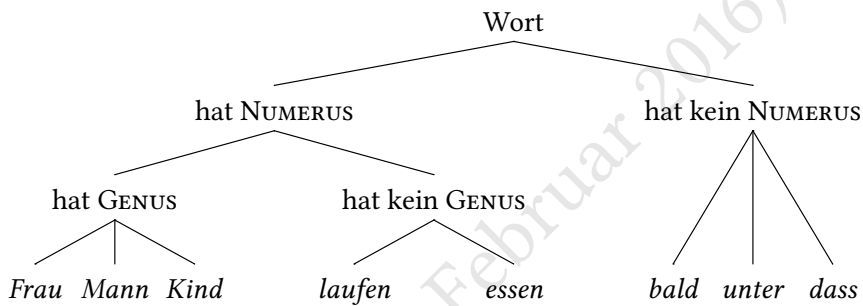 Wort
hat NUMERUS hat kein NUMERUS
hat GENUS hat kein GENUS
Frau Mann Kind laufen essen bald unter dass
Februar 2016)